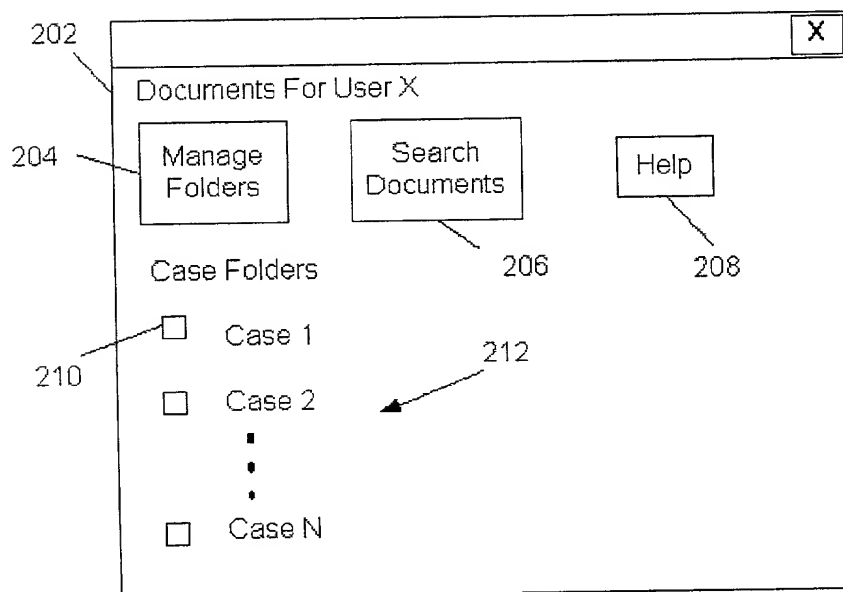 202
X
Documents For User X
204
Manage
Folders
Search
Documents
Help
206
208
Case Folders
210
Case 1
212
Case 2
Case N